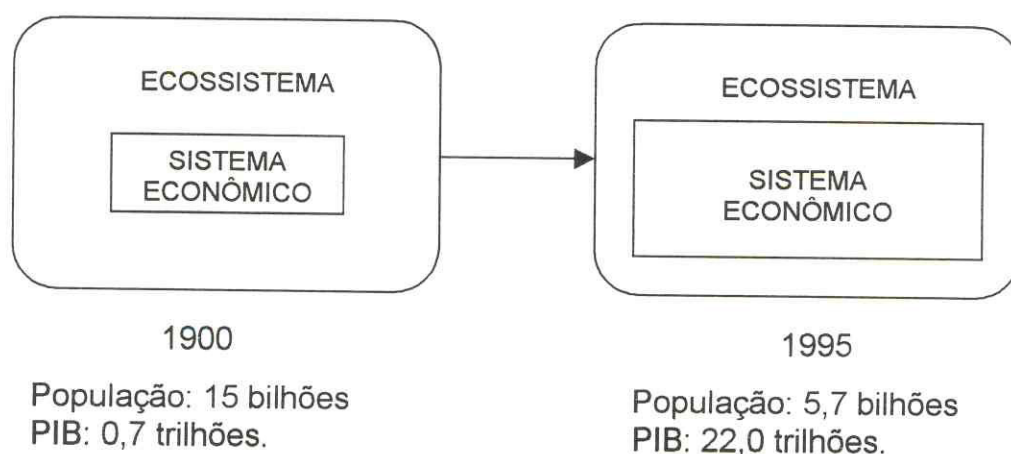 ECOSSISTEMA
SISTEMA
ECONÔMICO
1900
População: 15 bilhões
PIB: 0,7 trilhões.
ECOSSISTEMA
SISTEMA
ECONÔMICO
1995
População: 5,7 bilhões
PIB: 22,0 trilhões.